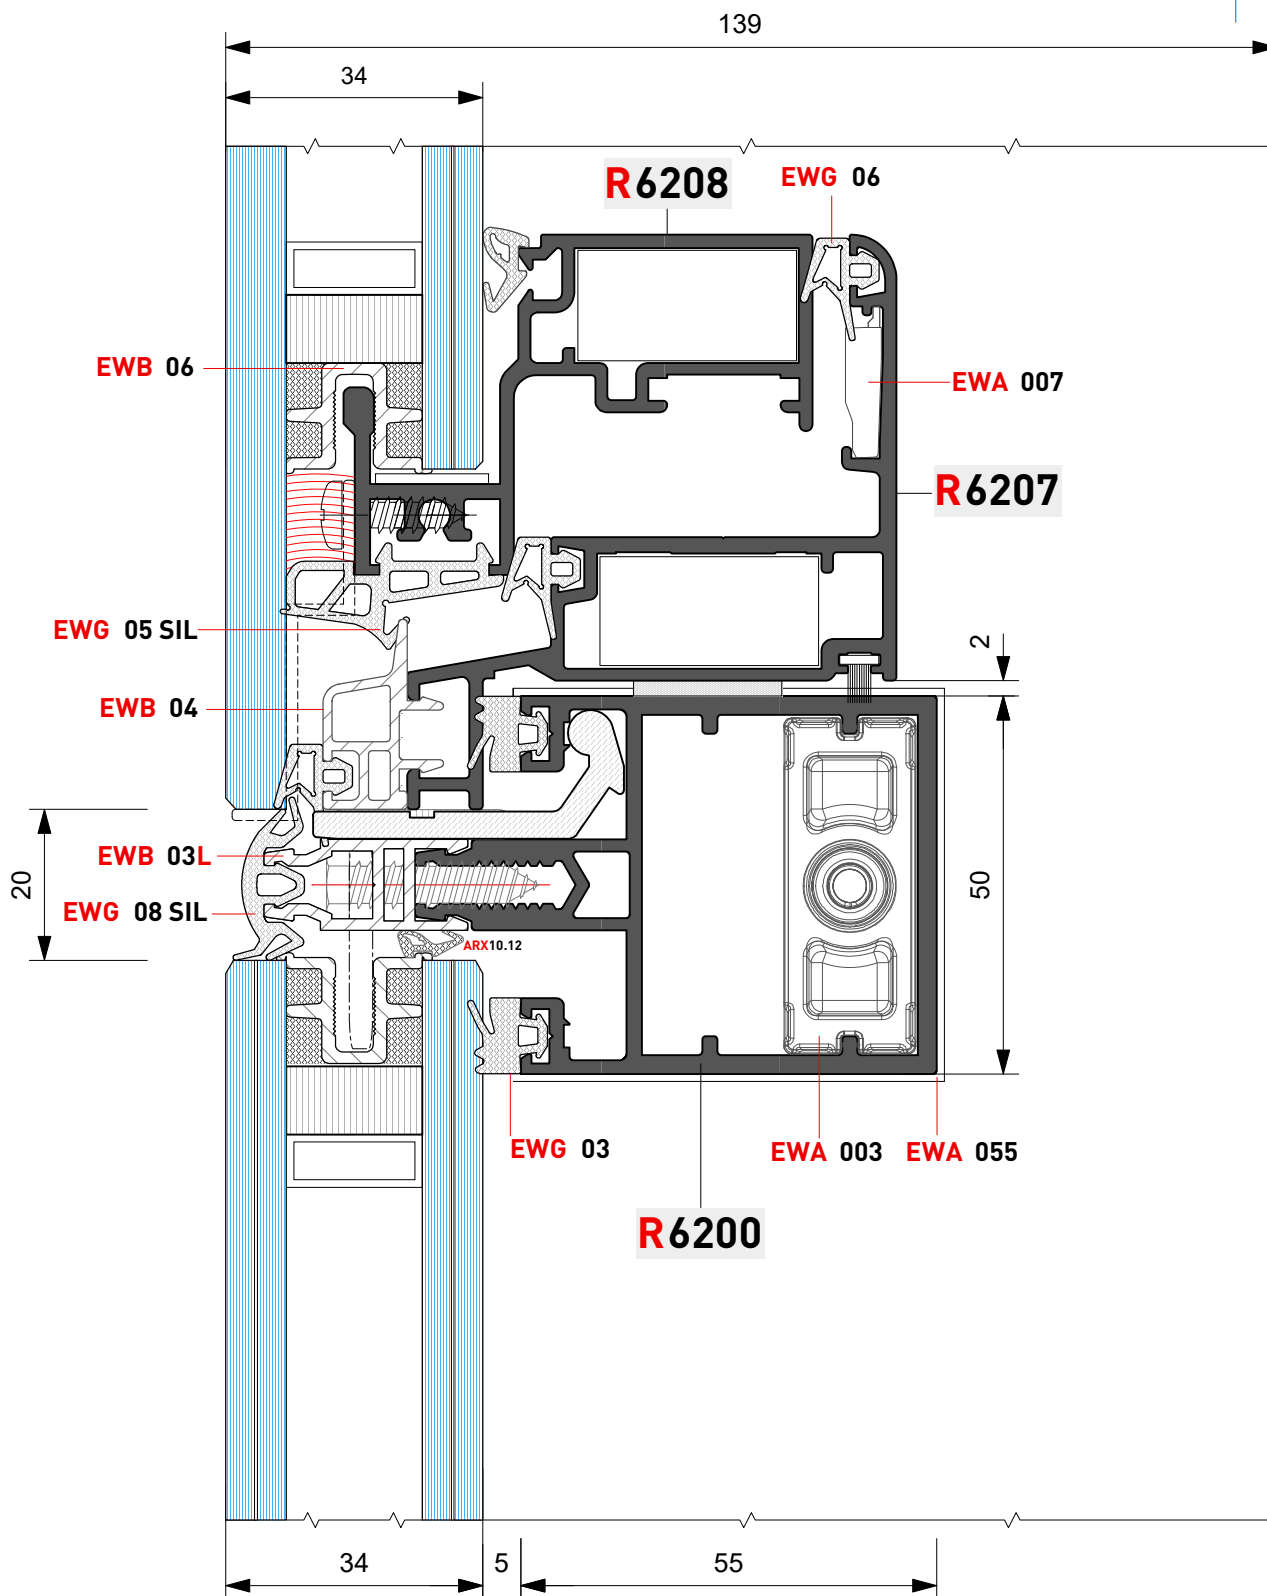 139
34
R6208
EWG 06
EWB 06
EWA 007
R6207
EWG 05 SIL
2
EWB 04
EWB 03L
20
50
EWG 08 SIL
ARX10.12
EWG 03
EWA 003
EWA 055
R6200
34
5
55